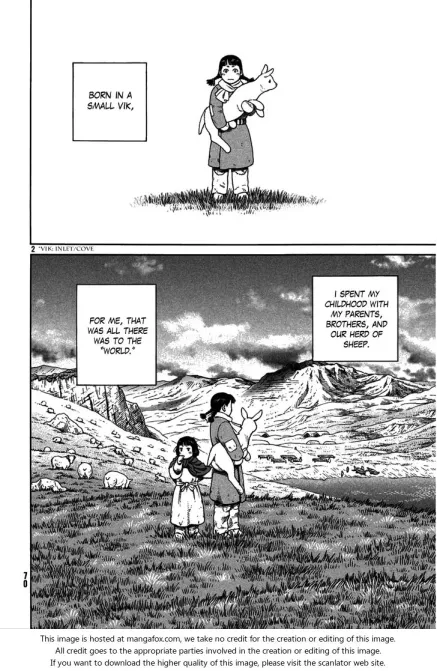 BORN IN A
SMALL VIK,
2 *VIK: INLET/COVE
I SPENT MY
CHILDHOOD WITH
MY PARENTS,
BROTHERS, AND
OUR HERD OF
SHEEP.
FOR ME, THAT
WAS ALL THERE
WAS TO THE
"WORLD."
70
This image is hosted at mangafox.com, we take no credit for the creation or editing of this image.
All credit goes to the appropriate parties involved in the creation or editing of this image.
If you want to download the higher quality of this image, please visit the scanlator web site.